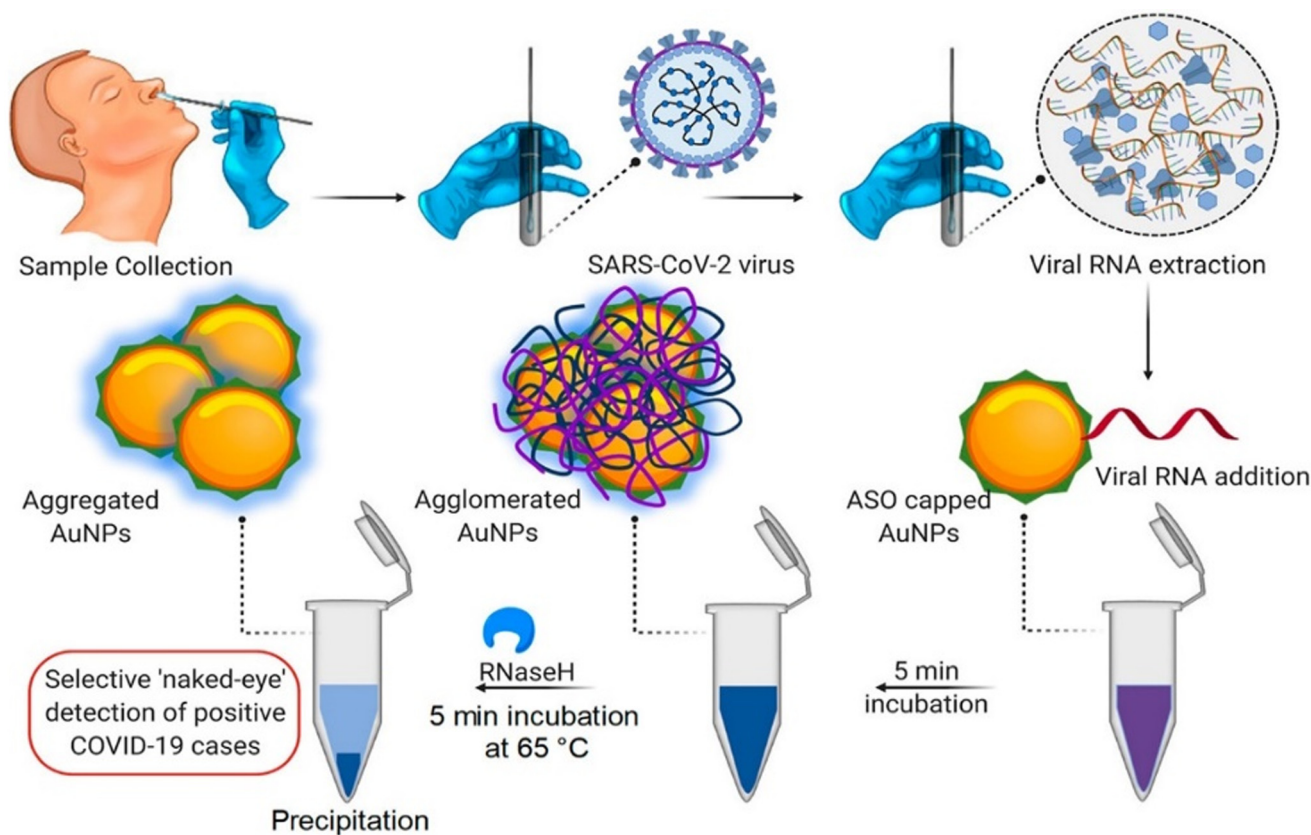 Sample Collection
SARS-CoV-2 virus
Viral RNA extraction
Viral RNA addition
ASO capped
AuNPs
Agglomerated
AuNPs
Aggregated
AuNPs
5 min
incubation
RNaseH
5 min incubation
at 65 °C
Selective 'naked-eye'
detection of positive
COVID-19 cases
Precipitation